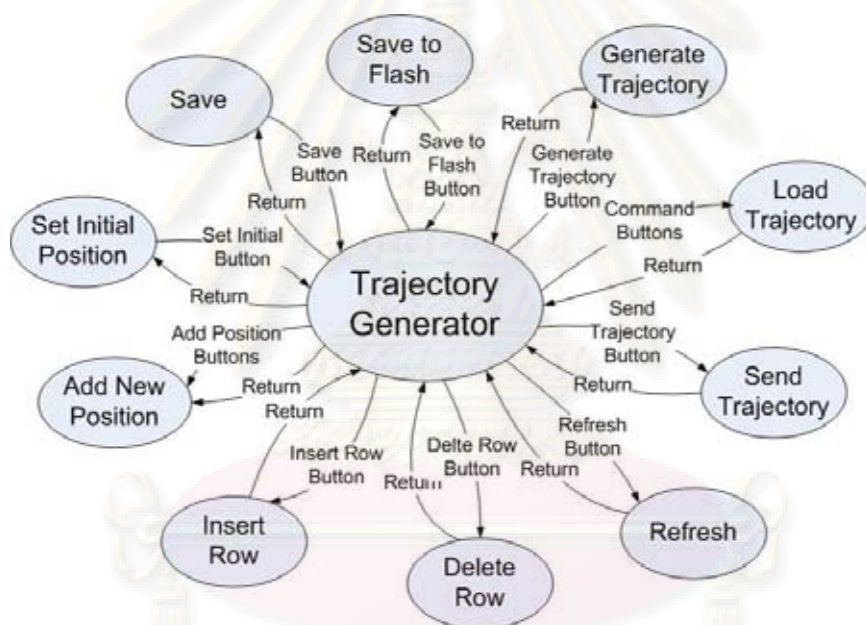 Save to
Flash
Generate
Trajectory
Save
Return
Save
Button
Return
Save to
Flash
Button
Return
Generate
Trajectory
Button
Load
Trajectory
Command
Buttons
Return
Set Initial
Position
Set Initial
Button
Return
Return
Trajectory
Generator
Add Position
Buttons
Send
Trajectory
Button
Add New
Position
Return
Return
Return
Send
Trajectory
Insert Row
Button
Delte Row
Button
Refresh
Button
Return
Return
Insert
Row
Delete
Row
Refresh